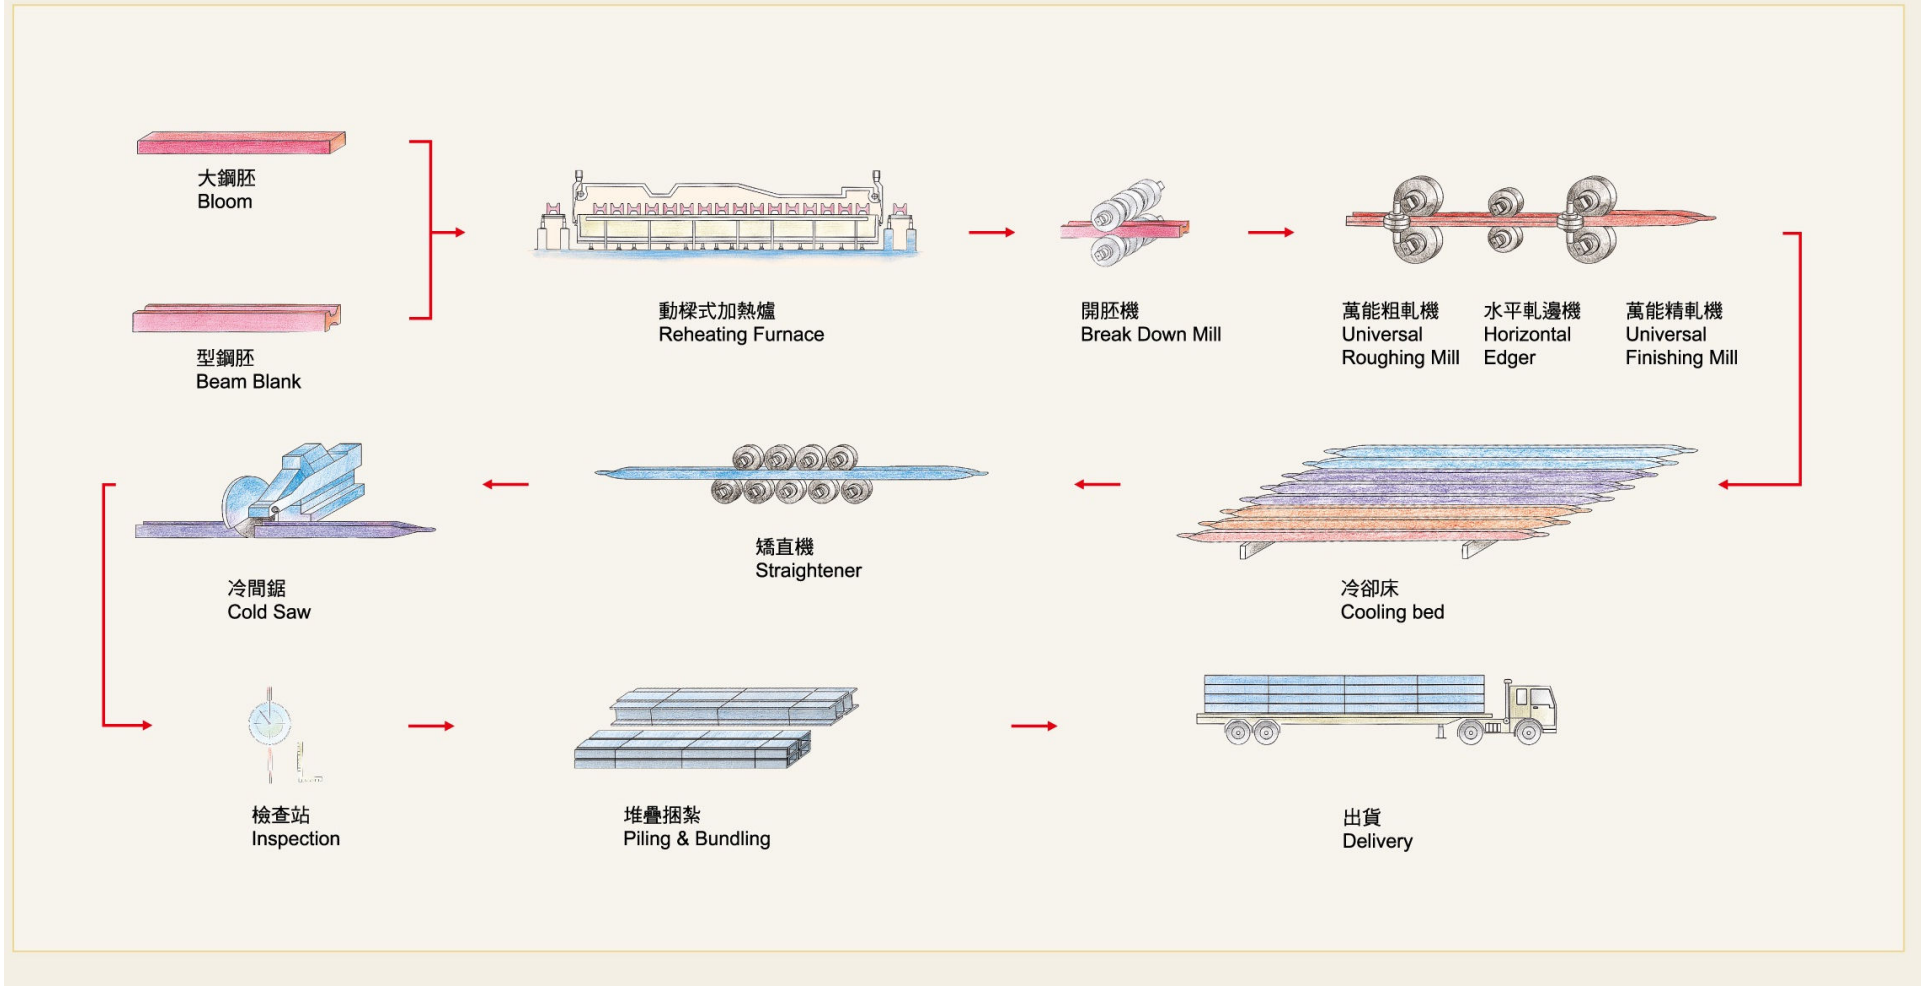 大鋼胚
Bloom
型鋼胚
Beam Blank
動樑式加熱爐
Reheating Furnace
開胚機
Break Down Mill
萬能粗軋機
Universal
Roughing Mill
水平軋邊機
Horizontal
Edger
萬能精軋機
Universal
Finishing Mill
冷卻床
Cooling bed
矯直機
Straightener
冷間鋸
Cold Saw
檢查站
Inspection
堆疊捆紮
Piling & Bundling
出貨
Delivery